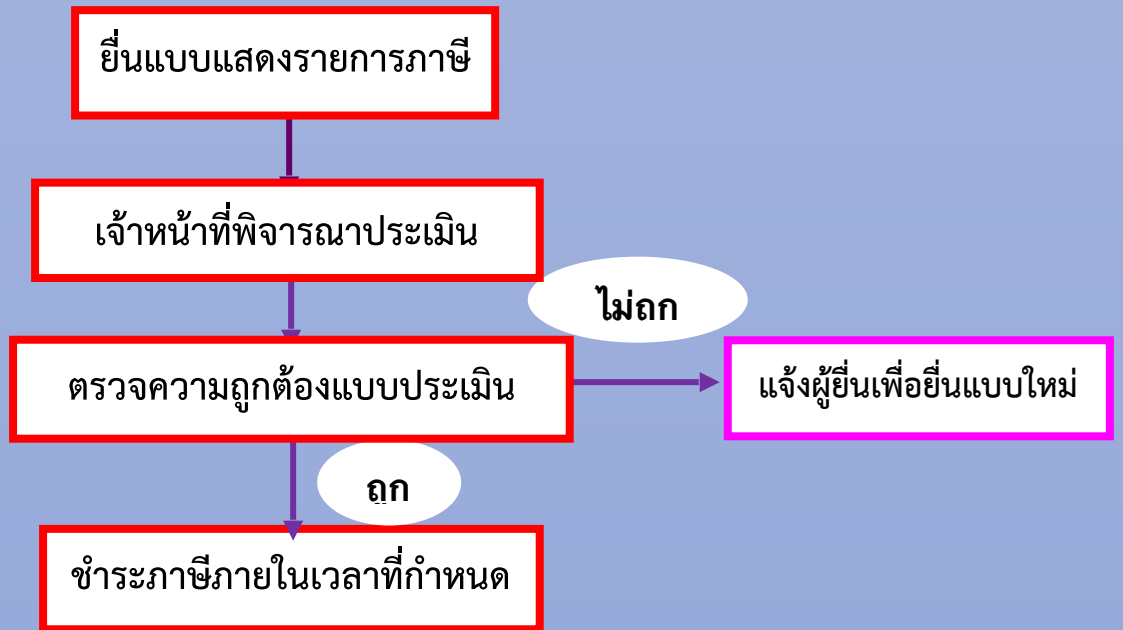 ยื่นแบบแสดงรายการภาษี
เจ้าหน้าที่พิจารณาประเมิน
ไม่ถูก
ตรวจความถูกต้องแบบประเมิน
แจ้งผู้ยื่นเพื่อยื่นแบบใหม่
ถูก
ชำระภาษีภายในเวลาที่กำหนด